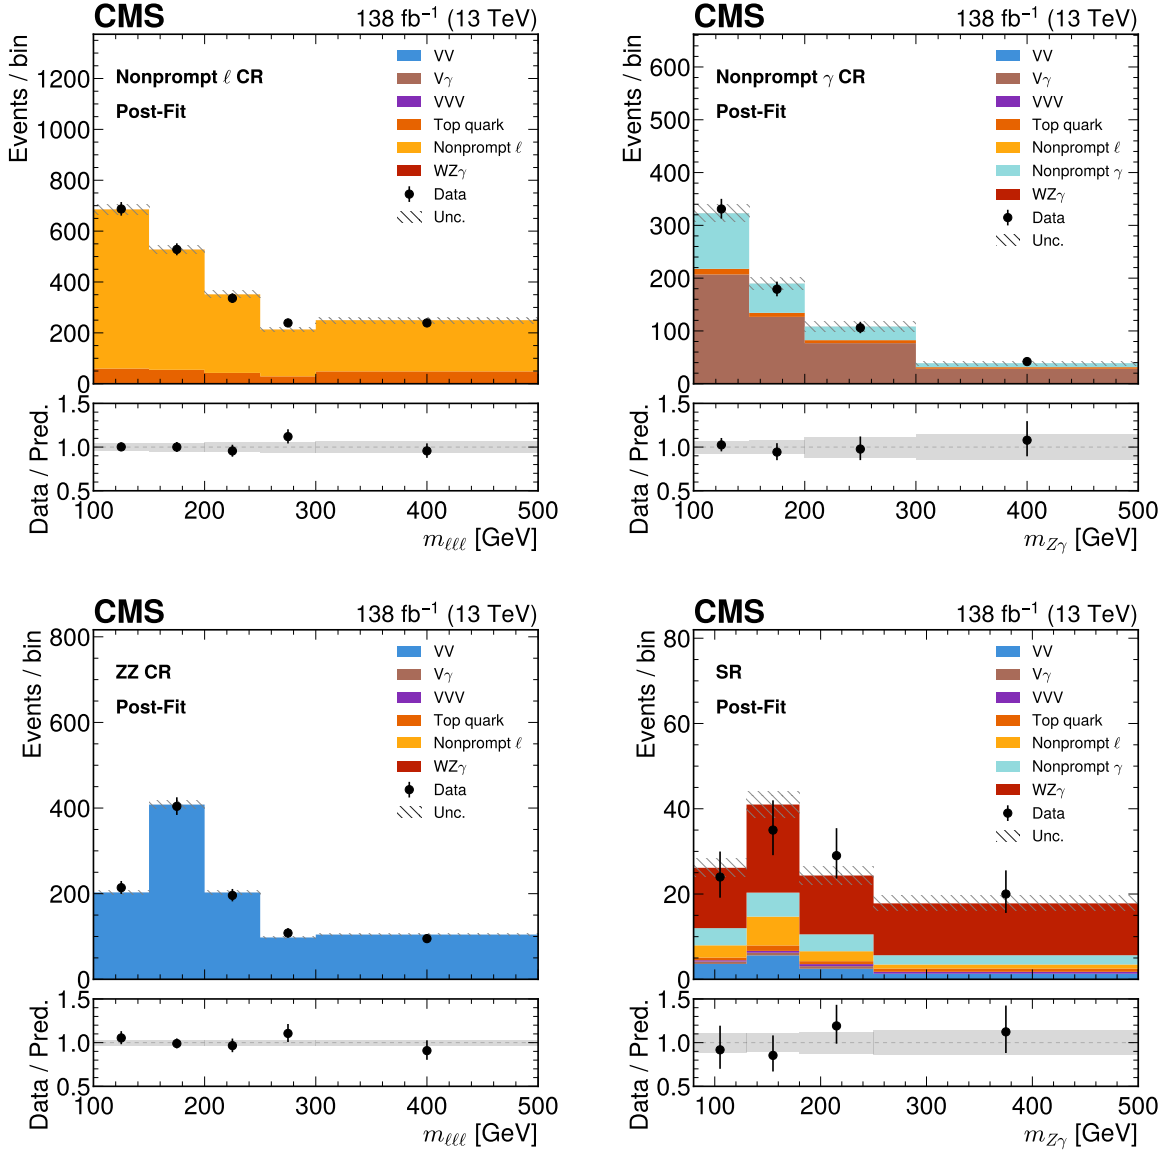 CMS 138 fb⁻¹ (13 TeV)
Events / bin
Nonprompt ℓ CR
Post-Fit
VV
Vγ
VVV
Top quark
Nonprompt ℓ
WZγ
Data
Unc.
1200
1000
800
600
400
200
0
Data / Pred.
1.5
1.0
0.5
100 200 300 400 500
m_ℓℓℓ [GeV]
CMS 138 fb⁻¹ (13 TeV)
Events / bin
Nonprompt γ CR
Post-Fit
VV
Vγ
VVV
Top quark
Nonprompt ℓ
Nonprompt γ
WZγ
Data
Unc.
600
500
400
300
200
100
0
Data / Pred.
1.5
1.0
0.5
100 200 300 400 500
m_Zγ [GeV]
CMS 138 fb⁻¹ (13 TeV)
Events / bin
ZZ CR
Post-Fit
VV
Vγ
VVV
Top quark
Nonprompt ℓ
WZγ
Data
Unc.
800
600
400
200
0
Data / Pred.
1.5
1.0
0.5
100 200 300 400 500
m_ℓℓℓ [GeV]
CMS 138 fb⁻¹ (13 TeV)
Events / bin
SR
Post-Fit
VV
Vγ
VVV
Top quark
Nonprompt ℓ
Nonprompt γ
WZγ
Data
Unc.
80
60
40
20
0
Data / Pred.
1.5
1.0
0.5
100 200 300 400 500
m_Zγ [GeV]